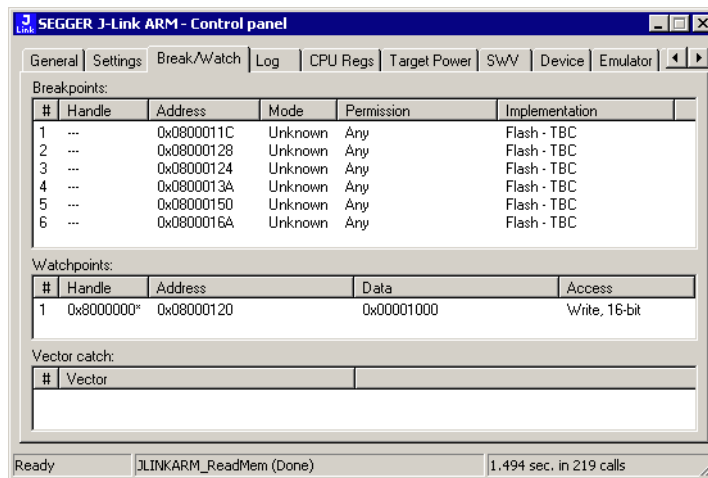 J Link SEGGER J-Link ARM - Control panel
General Settings Break/Watch Log CPU Regs Target Power SWV Device Emulator
Breakpoints:
# Handle Address Mode Permission Implementation
1 --- 0x0800011C Unknown Any Flash - TBC
2 --- 0x08000128 Unknown Any Flash - TBC
3 --- 0x08000124 Unknown Any Flash - TBC
4 --- 0x0800013A Unknown Any Flash - TBC
5 --- 0x08000150 Unknown Any Flash - TBC
6 --- 0x0800016A Unknown Any Flash - TBC
Watchpoints:
# Handle Address Data Access
1 0x8000000* 0x08000120 0x00001000 Write, 16-bit
Vector catch:
# Vector
Ready JLINKARM_ReadMem (Done) 1.494 sec. in 219 calls